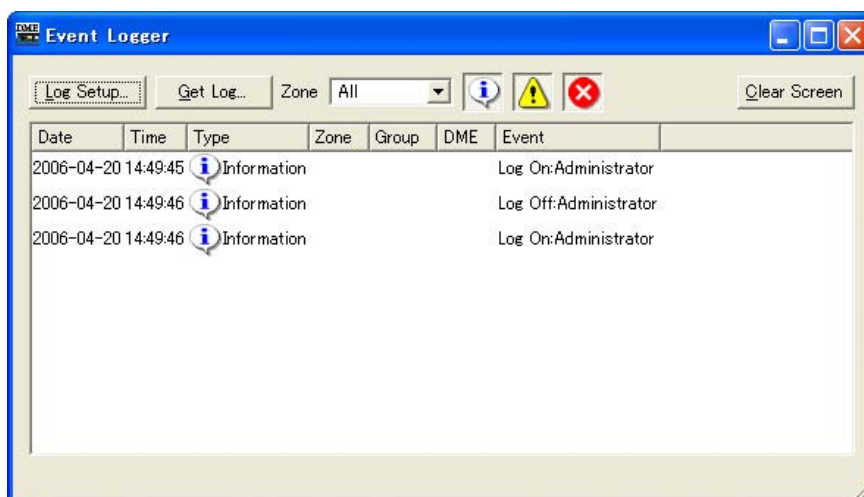 DME Event Logger
Log Setup... Get Log... Zone All Clear Screen
Date Time Type Zone Group DME Event
2006-04-20 14:49:45 Information Log On:Administrator
2006-04-20 14:49:46 Information Log Off:Administrator
2006-04-20 14:49:46 Information Log On:Administrator